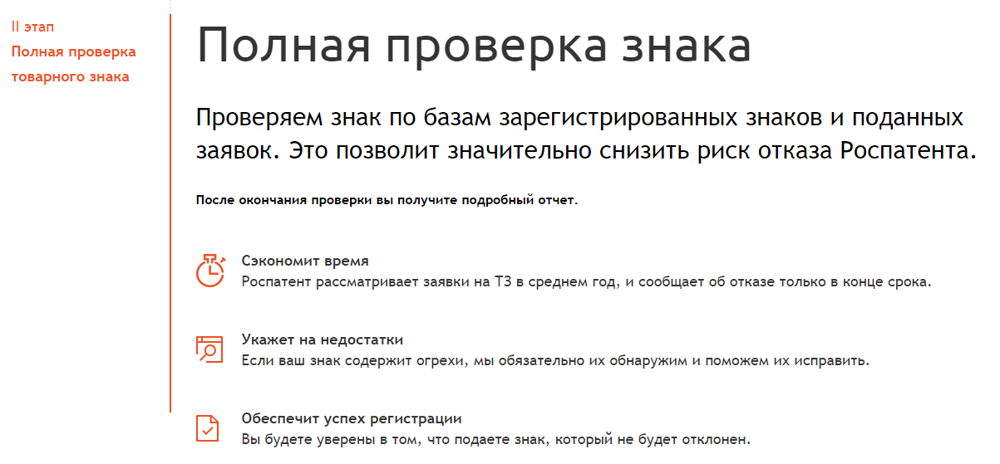 II этап
Полная проверка
товарного знака
Полная проверка знака
Проверяем знак по базам зарегистрированных знаков и поданных
заявок. Это позволит значительно снизить риск отказа Роспатента.
После окончания проверки вы получите подробный отчет.
Сэкономит время
Роспатент рассматривает заявки на ТЗ в среднем год, и сообщает об отказе только в конце срока.
Укажет на недостатки
Если ваш знак содержит огрехи, мы обязательно их обнаружим и поможем их исправить.
Обеспечит успех регистрации
Вы будете уверены в том, что подаете знак, который не будет отклонен.